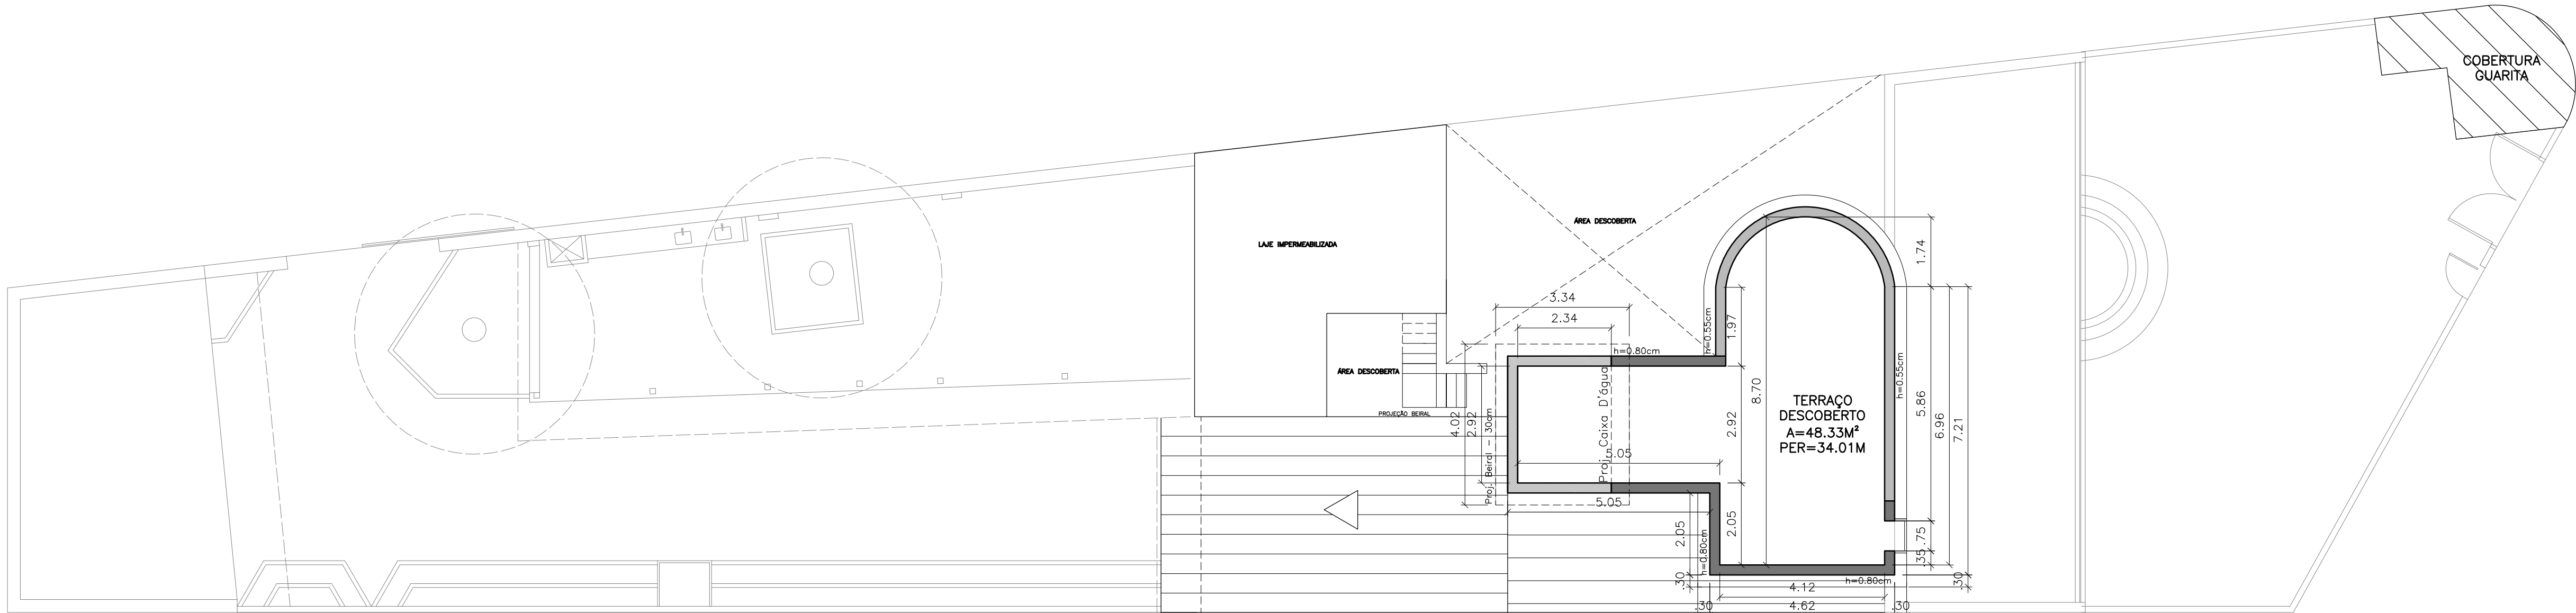 COBERTURA
GUARITA
ÁREA DESCOBERTA
LAJE IMPERMEABILIZADA
1.74
3.34
2.34
h=0.80cm
h=0.55cm
1.97
h=0.55cm
ÁREA DESCOBERTA
PROJEÇÃO BEIRAL
4.02
2.92
Proj. Beiral - 30cm
Proj. Caixa D'água
5.05
2.92
8.70
TERRAÇO
DESCOBERTO
A=48.33M²
PER=34.01M
5.86
6.96
7.21
5.05
2.05
2.05
h=0.80cm
.30
.75
.35
.30
h=0.80cm
4.12
4.62
.30
.30